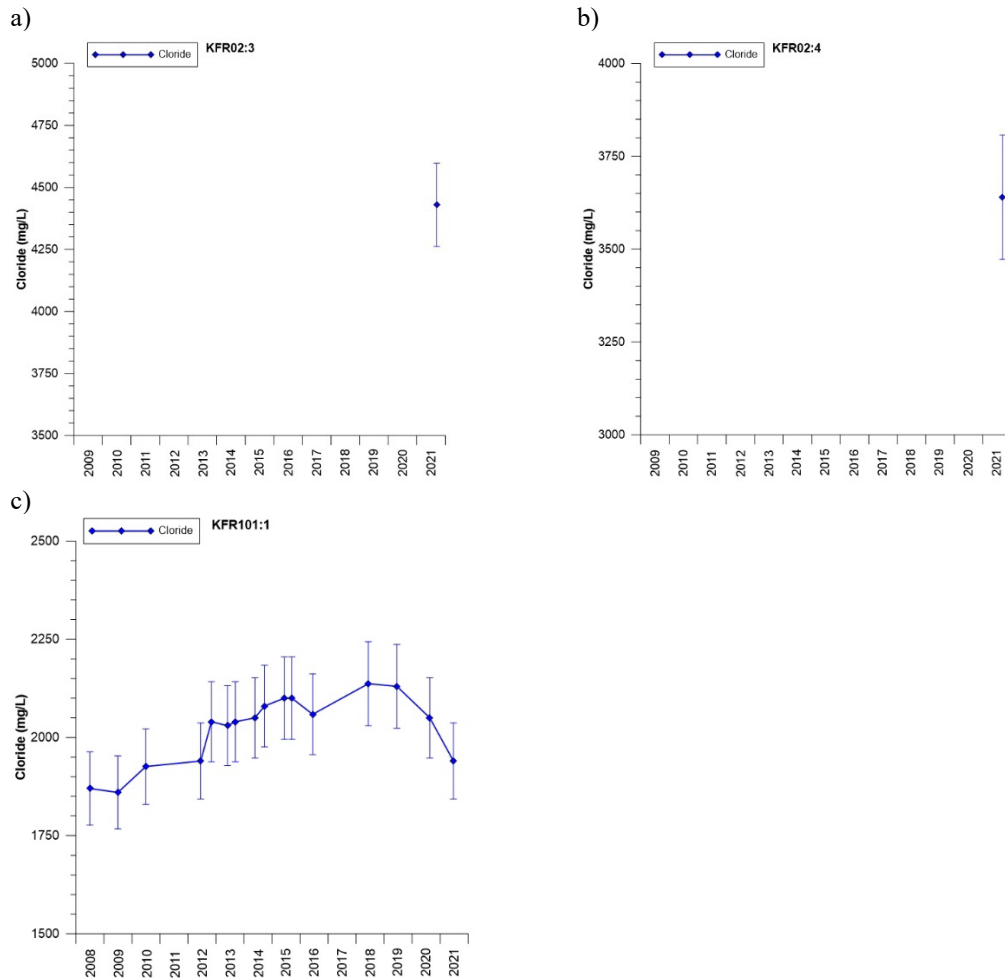 a)
Cloride KFR02:3
5000
4750
4500
4250
4000
3750
3500
Cloride (mg/L)
2009 2010 2011 2012 2013 2014 2015 2016 2017 2018 2019 2020 2021
b)
Cloride KFR02:4
4000
3750
3500
3250
3000
Cloride (mg/L)
2009 2010 2011 2012 2013 2014 2015 2016 2017 2018 2019 2020 2021
c)
Cloride KFR101:1
2500
2250
2000
1750
1500
Cloride (mg/L)
2008 2009 2010 2011 2012 2013 2014 2015 2016 2017 2018 2019 2020 2021